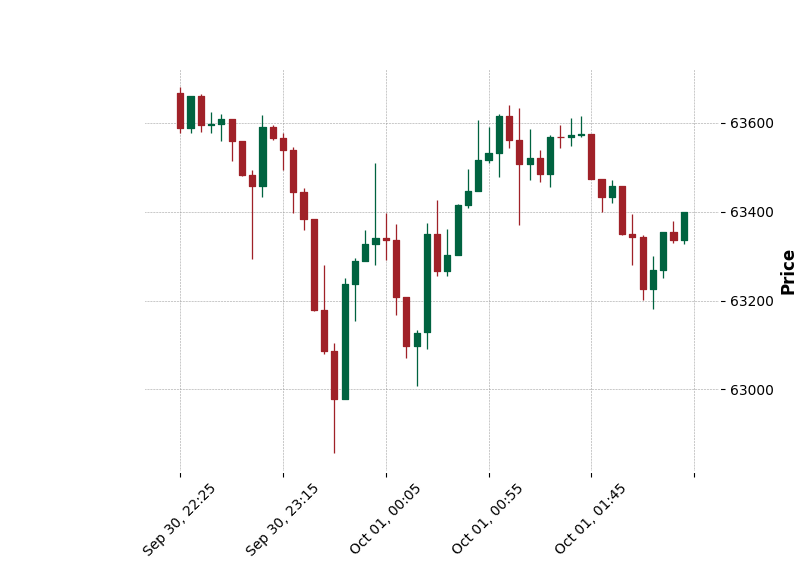 63600
63400
63200
63000
Price
Sep 30, 22:25
Sep 30, 23:15
Oct 01, 00:05
Oct 01, 00:55
Oct 01, 01:45